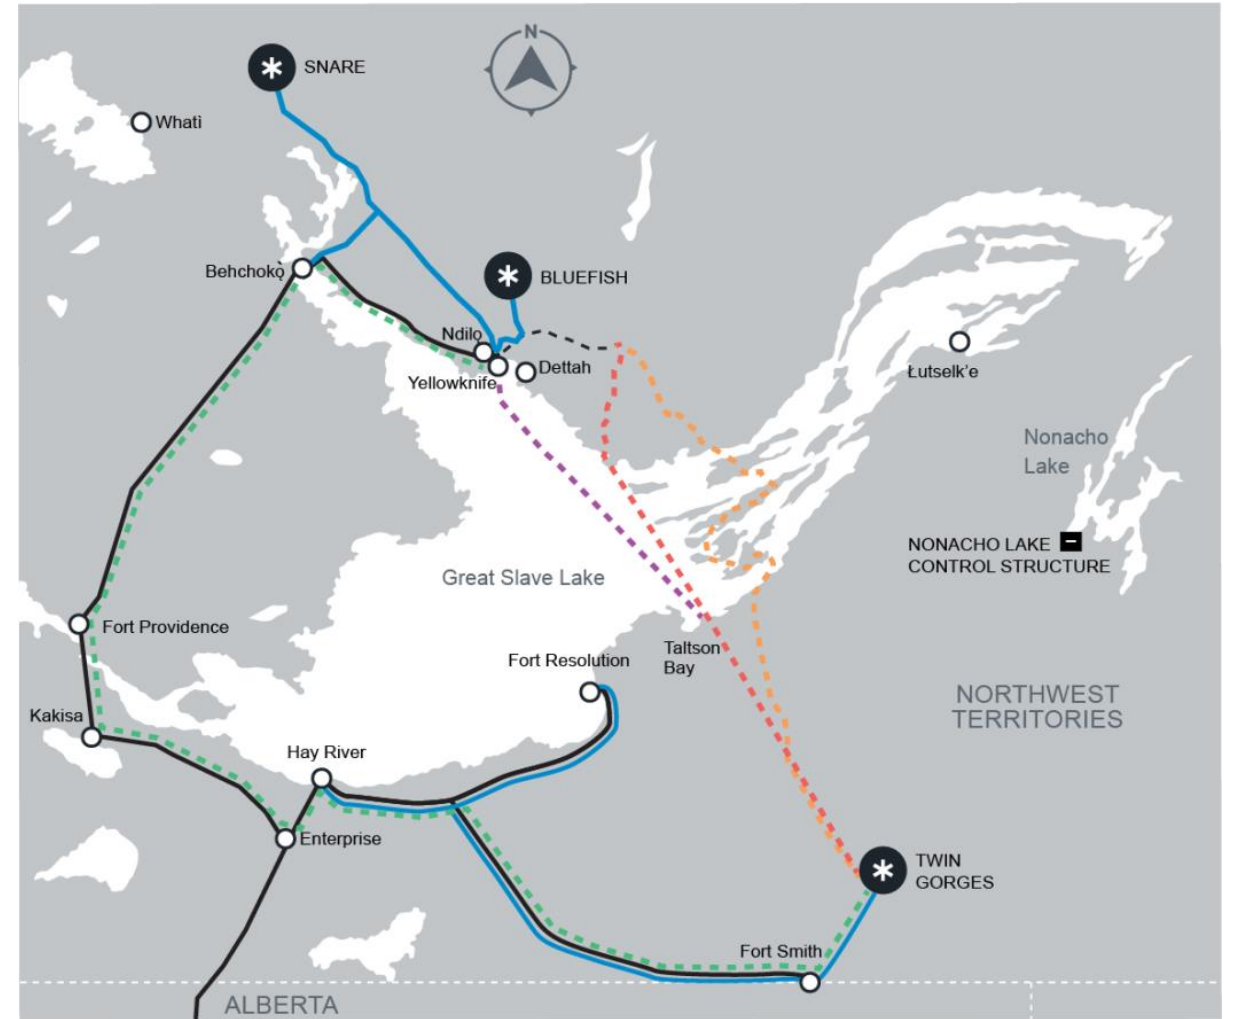 N
SNARE
Whatì
Behchokǫ̀
BLUEFISH
Ndilǫ
Dettah
Yellowknife
Łutselk'e
Nonacho
Lake
NONACHO LAKE
CONTROL STRUCTURE
Great Slave Lake
Fort Providence
Taltson
Bay
Fort Resolution
NORTHWEST
TERRITORIES
Kakisa
Hay River
Enterprise
TWIN
GORGES
Fort Smith
ALBERTA